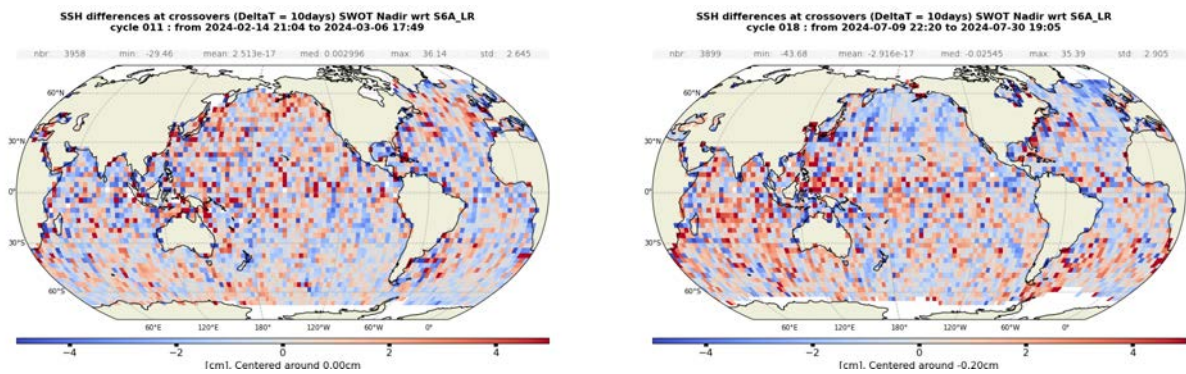 SSH differences at crossovers (DeltaT = 10days) SWOT Nadir wrt S6A_LR
cycle 011 : from 2024-02-14 21:04 to 2024-03-06 17:49
nbr: 3958 min: -29.46 mean: 2.513e-17 med: 0.002996 max: 36.14 std: 2.645
60°N
30°N
0°
30°S
60°S
60°E 120°E 180° 120°W 60°W 0°
−4 −2 0 2 4
[cm]. Centered around 0.00cm
SSH differences at crossovers (DeltaT = 10days) SWOT Nadir wrt S6A_LR
cycle 018 : from 2024-07-09 22:20 to 2024-07-30 19:05
nbr: 3899 min: -43.68 mean: -2.916e-17 med: -0.02545 max: 35.39 std: 2.905
60°N
30°N
0°
30°S
60°S
60°E 120°E 180° 120°W 60°W 0°
−4 −2 0 2 4
[cm]. Centered around -0.20cm